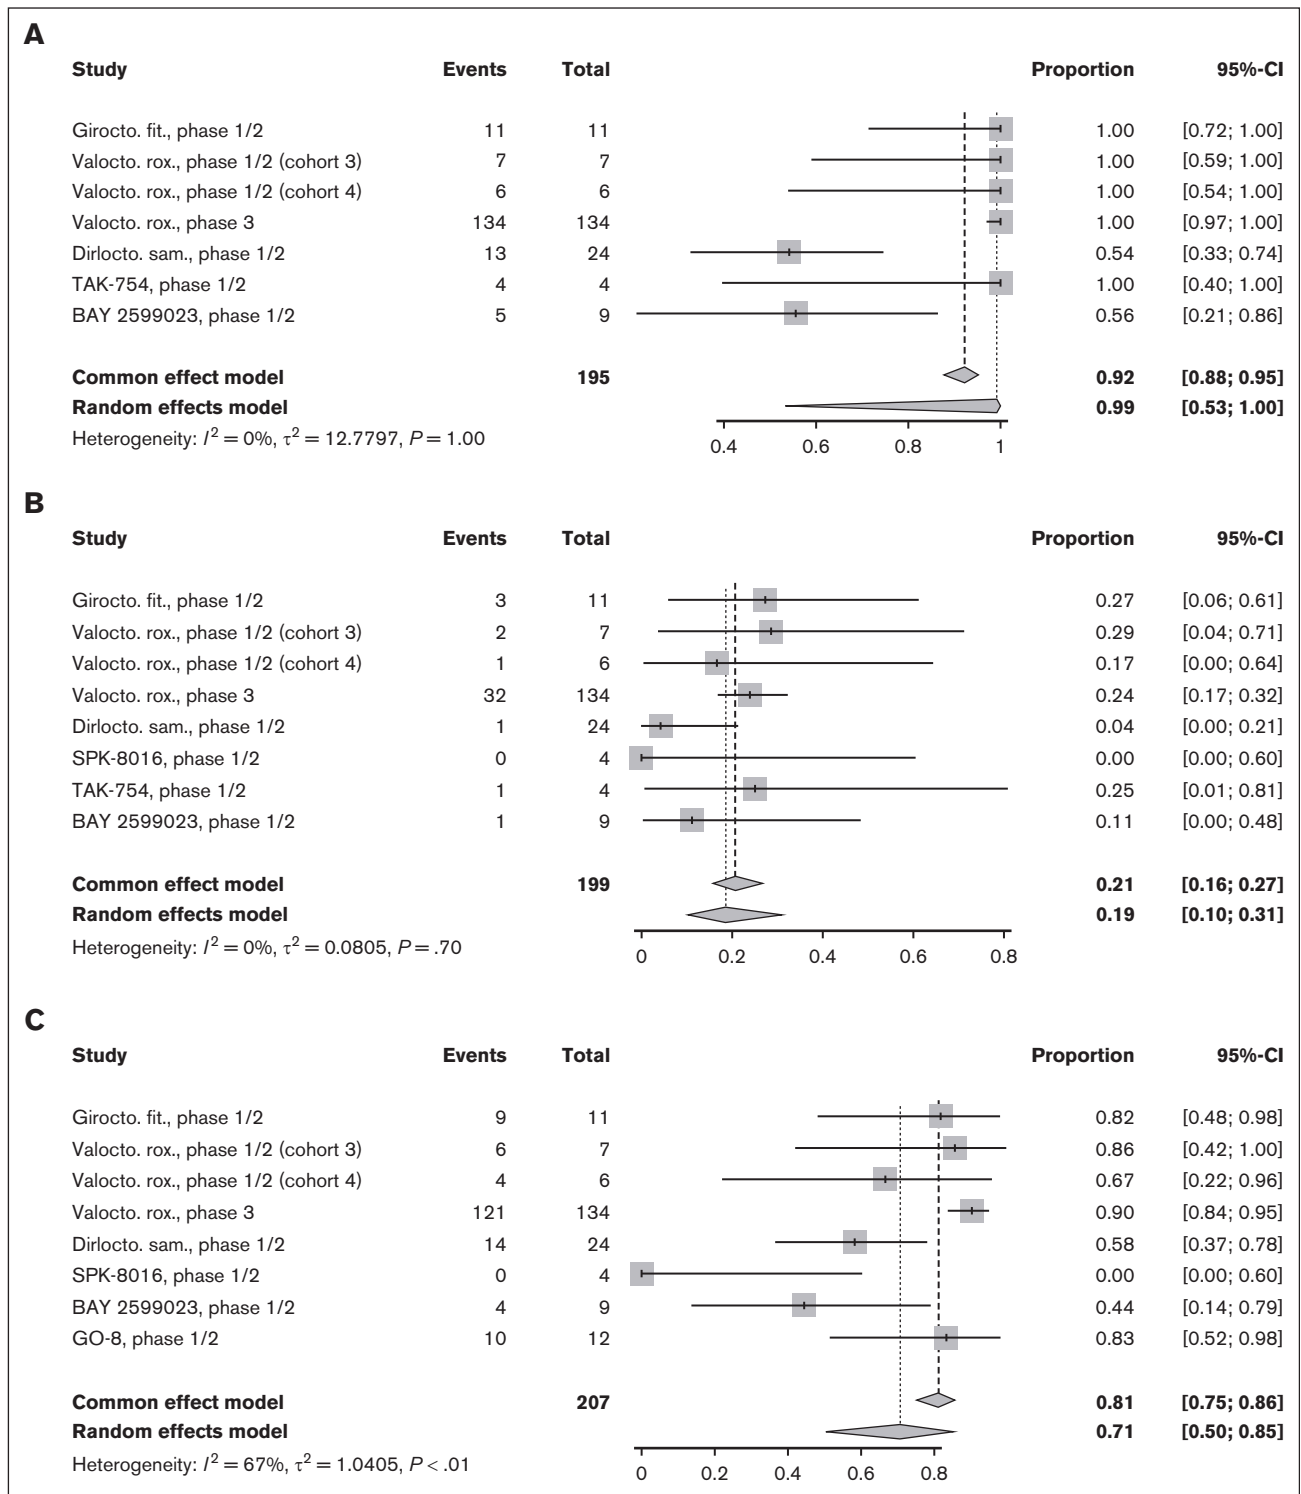 A
Study Events Total Proportion 95%-CI
Girocto. fit., phase 1/2 11 11 1.00 [0.72; 1.00]
Valocto. rox., phase 1/2 (cohort 3) 7 7 1.00 [0.59; 1.00]
Valocto. rox., phase 1/2 (cohort 4) 6 6 1.00 [0.54; 1.00]
Valocto. rox., phase 3 134 134 1.00 [0.97; 1.00]
Dirlocto. sam., phase 1/2 13 24 0.54 [0.33; 0.74]
TAK-754, phase 1/2 4 4 1.00 [0.40; 1.00]
BAY 2599023, phase 1/2 5 9 0.56 [0.21; 0.86]
Common effect model 195 0.92 [0.88; 0.95]
Random effects model 0.99 [0.53; 1.00]
Heterogeneity: I² = 0%, τ² = 12.7797, P = 1.00
0.4 0.6 0.8 1
B
Study Events Total Proportion 95%-CI
Girocto. fit., phase 1/2 3 11 0.27 [0.06; 0.61]
Valocto. rox., phase 1/2 (cohort 3) 2 7 0.29 [0.04; 0.71]
Valocto. rox., phase 1/2 (cohort 4) 1 6 0.17 [0.00; 0.64]
Valocto. rox., phase 3 32 134 0.24 [0.17; 0.32]
Dirlocto. sam., phase 1/2 1 24 0.04 [0.00; 0.21]
SPK-8016, phase 1/2 0 4 0.00 [0.00; 0.60]
TAK-754, phase 1/2 1 4 0.25 [0.01; 0.81]
BAY 2599023, phase 1/2 1 9 0.11 [0.00; 0.48]
Common effect model 199 0.21 [0.16; 0.27]
Random effects model 0.19 [0.10; 0.31]
Heterogeneity: I² = 0%, τ² = 0.0805, P = .70
0 0.2 0.4 0.6 0.8
C
Study Events Total Proportion 95%-CI
Girocto. fit., phase 1/2 9 11 0.82 [0.48; 0.98]
Valocto. rox., phase 1/2 (cohort 3) 6 7 0.86 [0.42; 1.00]
Valocto. rox., phase 1/2 (cohort 4) 4 6 0.67 [0.22; 0.96]
Valocto. rox., phase 3 121 134 0.90 [0.84; 0.95]
Dirlocto. sam., phase 1/2 14 24 0.58 [0.37; 0.78]
SPK-8016, phase 1/2 0 4 0.00 [0.00; 0.60]
BAY 2599023, phase 1/2 4 9 0.44 [0.14; 0.79]
GO-8, phase 1/2 10 12 0.83 [0.52; 0.98]
Common effect model 207 0.81 [0.75; 0.86]
Random effects model 0.71 [0.50; 0.85]
Heterogeneity: I² = 67%, τ² = 1.0405, P < .01
0 0.2 0.4 0.6 0.8